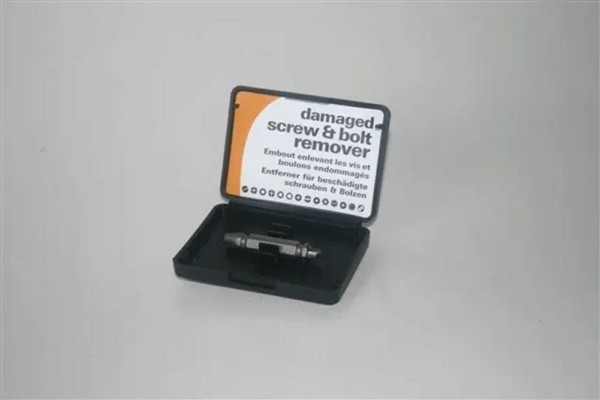 damaged
screw & bolt
remover
Embout enlevant les vis et
boulons endommagés
Entferner für beschädigte
schrauben & Bolzen